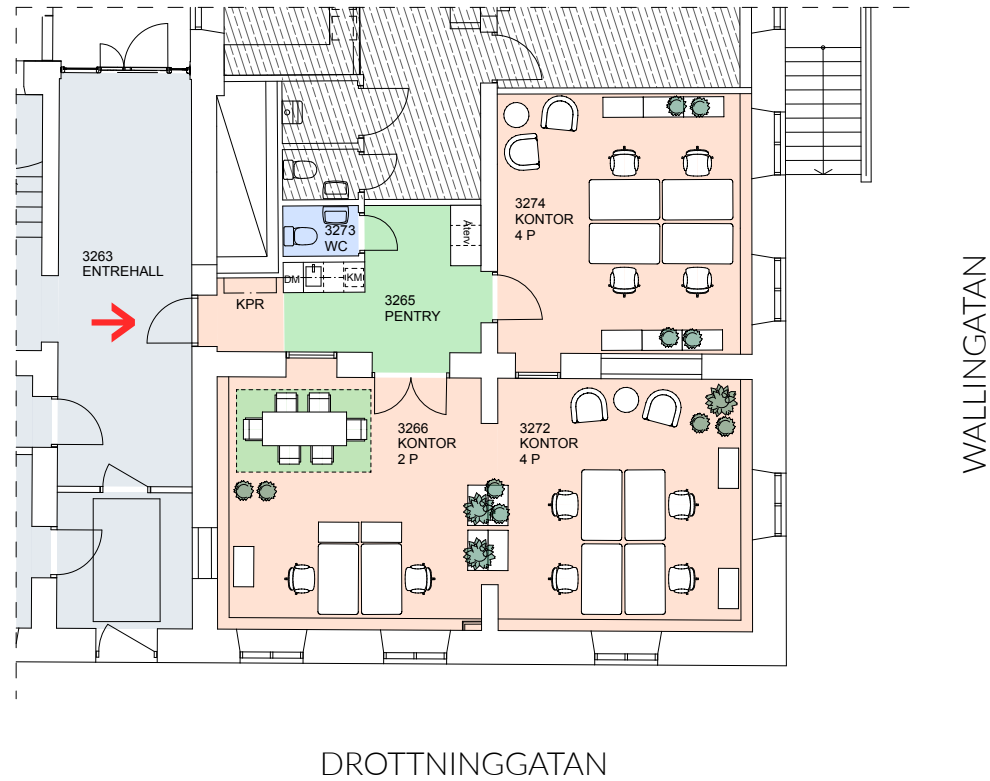 3274
KONTOR
4 P
3273
WC
Återv
3263
ENTREHALL
DM
KM
KPR
3265
PENTRY
3266
KONTOR
2 P
3272
KONTOR
4 P
WALLINGATAN
DROTTNINGGATAN